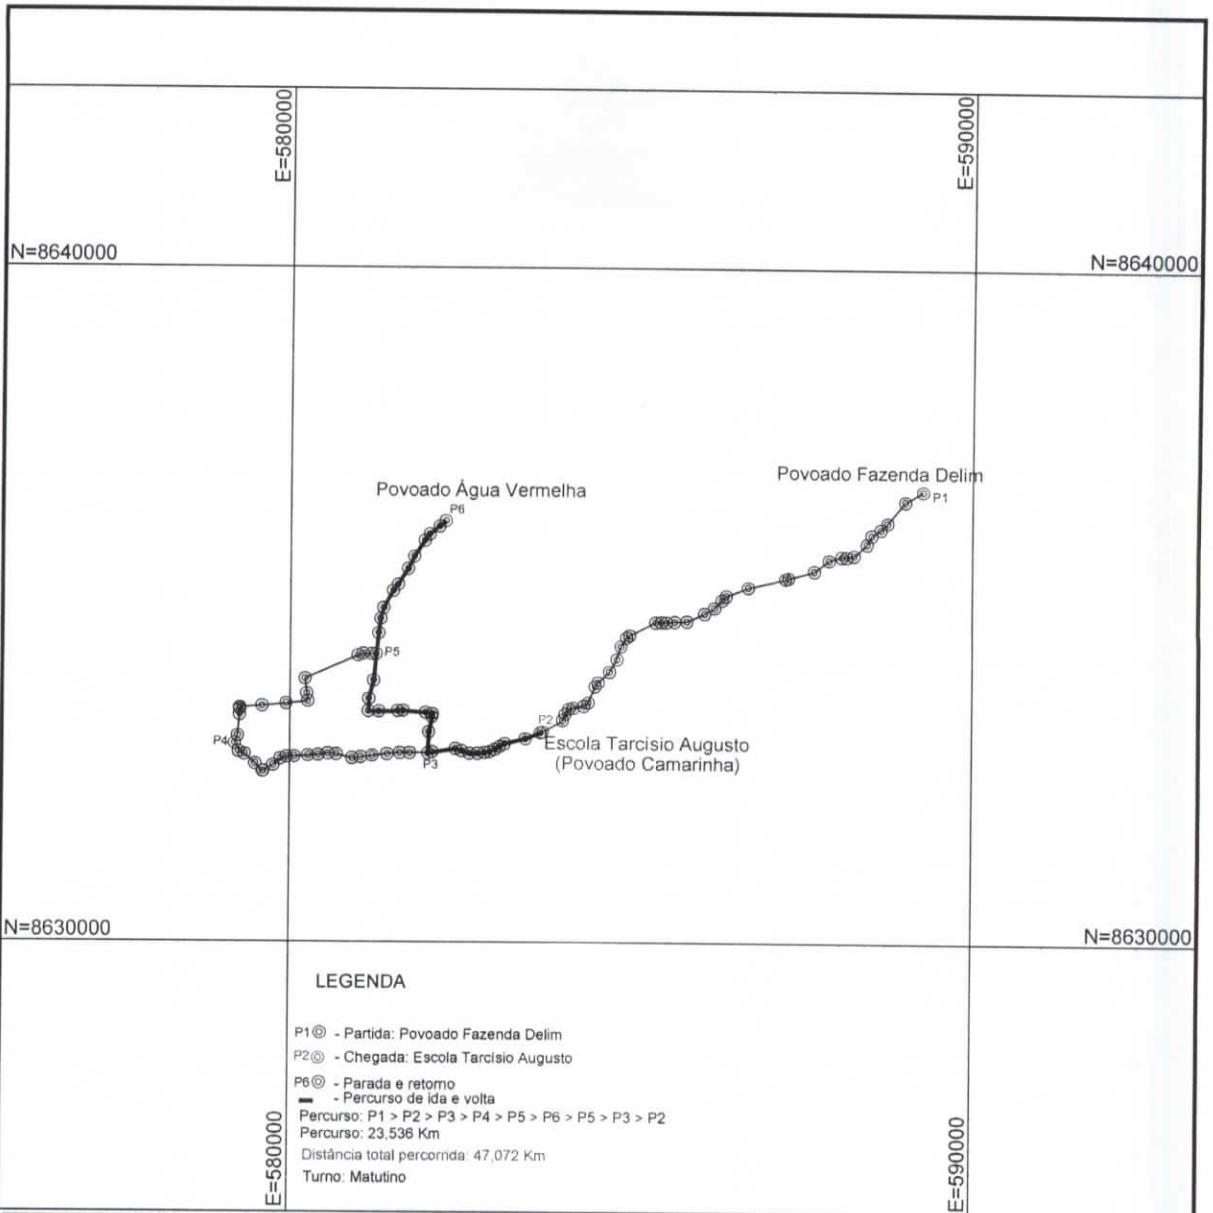 E=580000
E=590000
N=8640000
N=8640000
Povoado Fazenda Delim
P1
Povoado Água Vermelha
P6
P5
P4
P3
P2
Escola Tarcísio Augusto
(Povoado Camarinha)
N=8630000
N=8630000
LEGENDA
P1 - Partida: Povoado Fazenda Delim
P2 - Chegada: Escola Tarcísio Augusto
P6 - Parada e retorno
- Percurso de ida e volta
Percurso: P1 > P2 > P3 > P4 > P5 > P6 > P5 > P3 > P2
Percurso: 23,536 Km
Distância total percorrida: 47,072 Km
Turno: Matutino
E=580000
E=590000